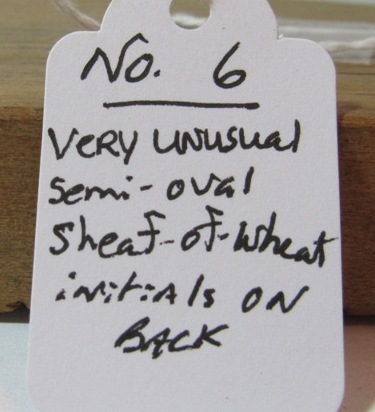 No. 6
VERY UNUSUAL
semi-oval
Sheaf-of-Wheat
initiAls ON
BACK